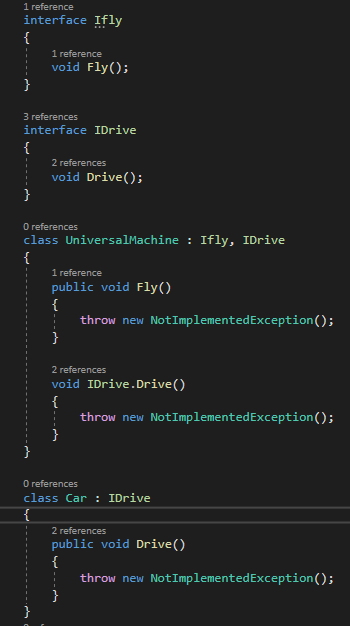 1 reference
interface Ifly
{
1 reference
void Fly();
}
3 references
interface IDrive
{
2 references
void Drive();
}
0 references
class UniversalMachine : Ifly, IDrive
{
1 reference
public void Fly()
{
throw new NotImplementedException();
}
2 references
void IDrive.Drive()
{
throw new NotImplementedException();
}
}
0 references
class Car : IDrive
{
2 references
public void Drive()
{
throw new NotImplementedException();
}
}